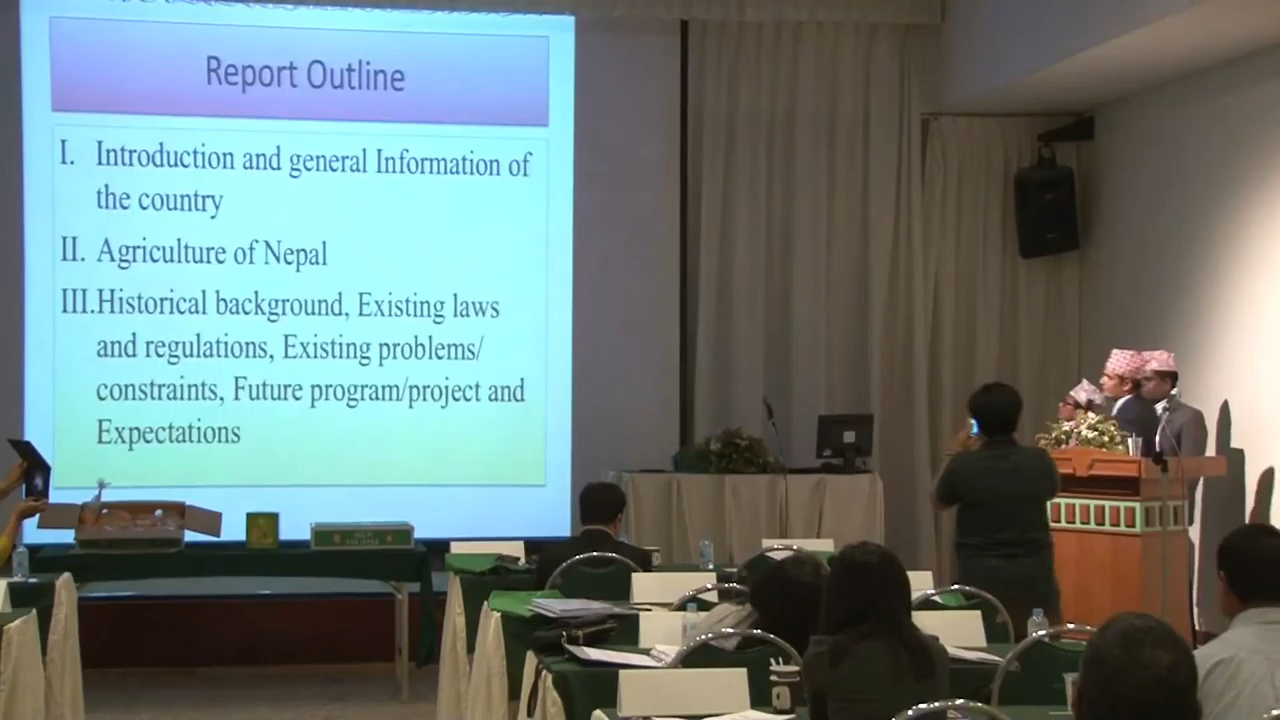 Report Outline
I. Introduction and general Information of
the country
II. Agriculture of Nepal
III.Historical background, Existing laws
and regulations, Existing problems/
constraints, Future program/project and
Expectations